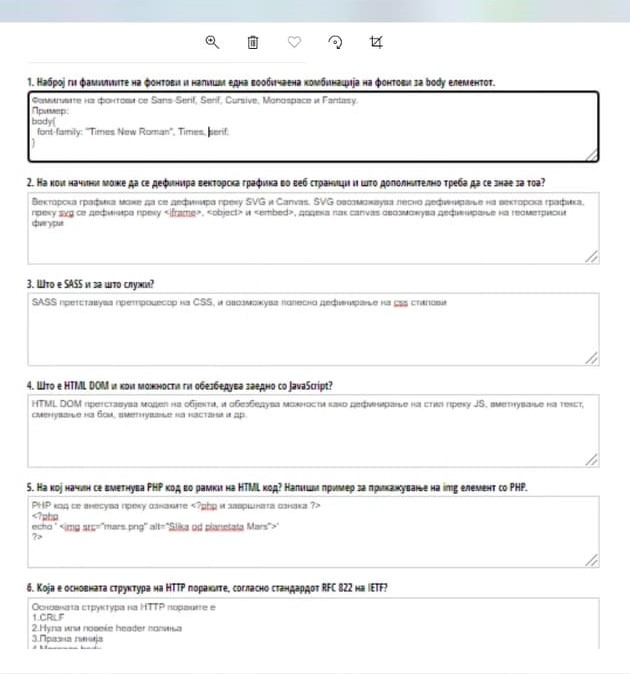 1. Наброј ги фамилиите на фонтови и напиши една вообичаена комбинација на фонтови за body елементот.
Фамилиите на фонтови се Sans-Serif, Serif, Cursive, Monospace и Fantasy.
Пример:
body{
font-family: "Times New Roman", Times, serif;
}
2. На кои начини може да се дефинира векторска графика во веб страници и што дополнително треба да се знае за тоа?
Векторска графика може да се дефинира преку SVG и Canvas. SVG овозможува лесно дефинирање на векторска графика,
преку svg се дефинира преку <iframe>, <object> и <embed>, додека пак canvas овозможува дефинирање на геометриски
фигури
3. Што е SASS и за што служи?
SASS претставува претпроцесор на CSS, и овозможува полесно дефинирање на css стилови
4. Што е HTML DOM и кои можности ги обезбедува заедно со JavaScript?
HTML DOM претставува модел на објекти, и обезбедува можности како дефинирање на стил преку JS, вметнување на текст,
сменување на бои, вметнување на настани и др.
5. На кој начин се вметнува PHP код во рамки на HTML код? Напиши пример за прикажување на img елемент со PHP.
PHP код се внесува преку ознаките <?php и завршната ознака ?>
<?php
echo ' <img src="mars.png" alt="Slika od planetata Mars">'
?>
6. Која е основната структура на HTTP пораките, согласно стандардот RFC 822 на IETF?
Основната структура на HTTP пораките е
1.CRLF
2.Нула или повеќе header полиња
3.Празна линија
4.Message body